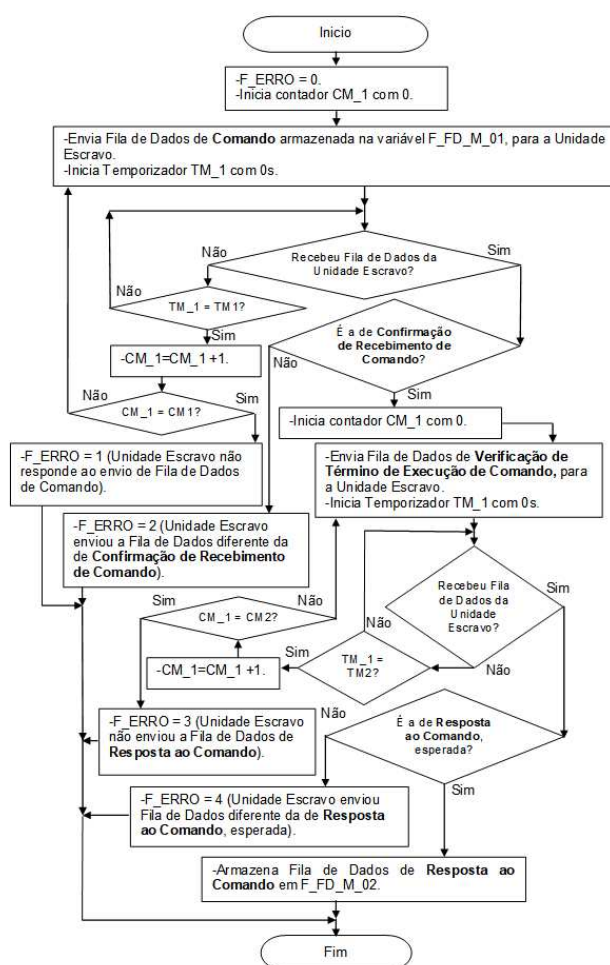 Inicio
-F_ERRO = 0.
-Inicia contador CM_1 com 0.
-Envia Fila de Dados de Comando armazenada na variável F_FD_M_01, para a Unidade
Escravo.
-Inicia Temporizador TM_1 com 0s.
Não
Recebeu Fila de Dados da
Unidade Escravo?
Sim
Não
TM_1 = TM1?
Sim
É a de Confirmação
de Recebimento de
Comando?
Não
Sim
-CM_1=CM_1 +1.
Não
CM_1 = CM1?
Sim
-Inicia contador CM_1 com 0.
-F_ERRO = 1 (Unidade Escravo não
responde ao envio de Fila de Dados
de Comando).
-Envia Fila de Dados de Verificação de
Término de Execução de Comando, para
a Unidade Escravo.
-Inicia Temporizador TM_1 com 0s.
-F_ERRO = 2 (Unidade Escravo
enviou a Fila de Dados diferente da
de Confirmação de Recebimento
de Comando).
Recebeu Fila
de Dados da
Unidade
Escravo?
Sim
Não
Sim
CM_1 = CM2?
Não
Não
TM_1 =
TM2?
Sim
-CM_1=CM_1 +1.
-F_ERRO = 3 (Unidade Escravo
não enviou a Fila de Dados de
Resposta ao Comando).
Não
É a de Resposta
ao Comando,
esperada?
Sim
-F_ERRO = 4 (Unidade Escravo enviou
Fila de Dados diferente da de Resposta
ao Comando, esperada).
-Armazena Fila de Dados de Resposta ao
Comando em F_FD_M_02.
Fim